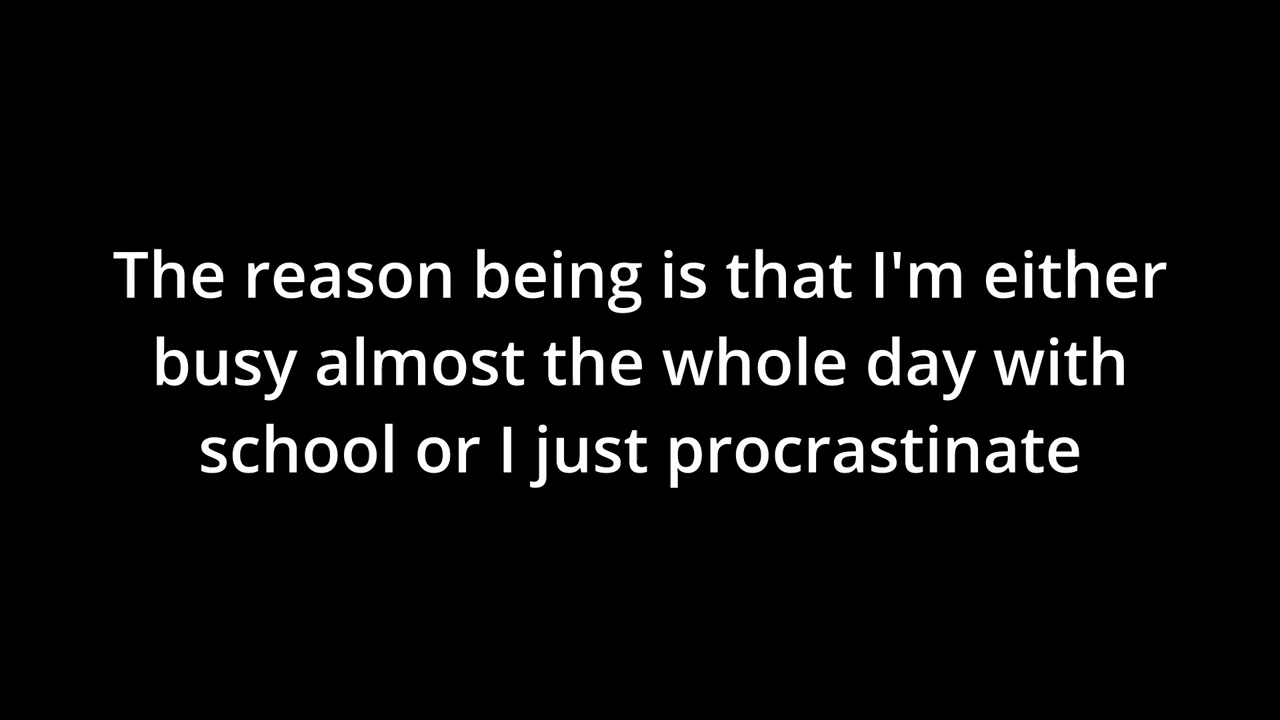 The reason being is that I'm either
busy almost the whole day with
school or I just procrastinate